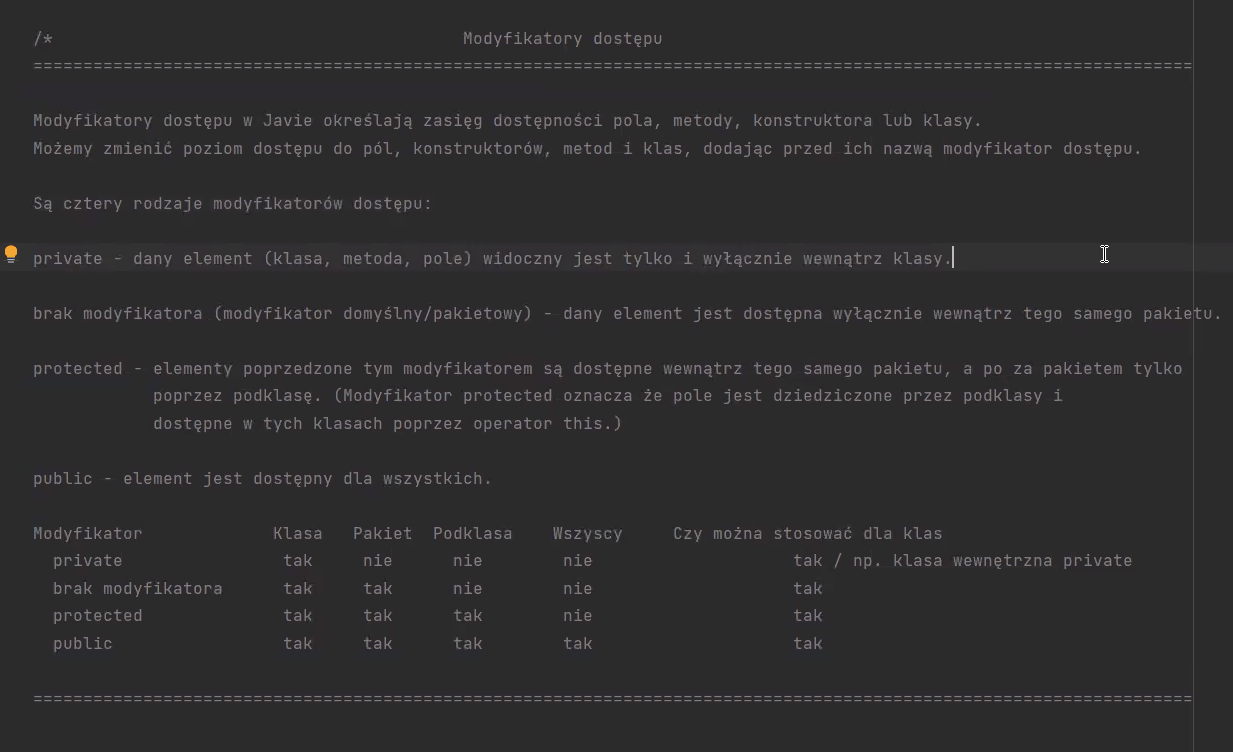 /* Modyfikatory dostępu
====================================================================================================================
Modyfikatory dostępu w Javie określają zasięg dostępności pola, metody, konstruktora lub klasy.
Możemy zmienić poziom dostępu do pól, konstruktorów, metod i klas, dodając przed ich nazwą modyfikator dostępu.
Są cztery rodzaje modyfikatorów dostępu:
private - dany element (klasa, metoda, pole) widoczny jest tylko i wyłącznie wewnątrz klasy.
brak modyfikatora (modyfikator domyślny/pakietowy) - dany element jest dostępna wyłącznie wewnątrz tego samego pakietu.
protected - elementy poprzedzone tym modyfikatorem są dostępne wewnątrz tego samego pakietu, a po za pakietem tylko
poprzez podklasę. (Modyfikator protected oznacza że pole jest dziedziczone przez podklasy i
dostępne w tych klasach poprzez operator this.)
public - element jest dostępny dla wszystkich.
Modyfikator Klasa Pakiet Podklasa Wszyscy Czy można stosować dla klas
private tak nie nie nie tak / np. klasa wewnętrzna private
brak modyfikatora tak tak nie nie tak
protected tak tak tak nie tak
public tak tak tak tak tak
====================================================================================================================